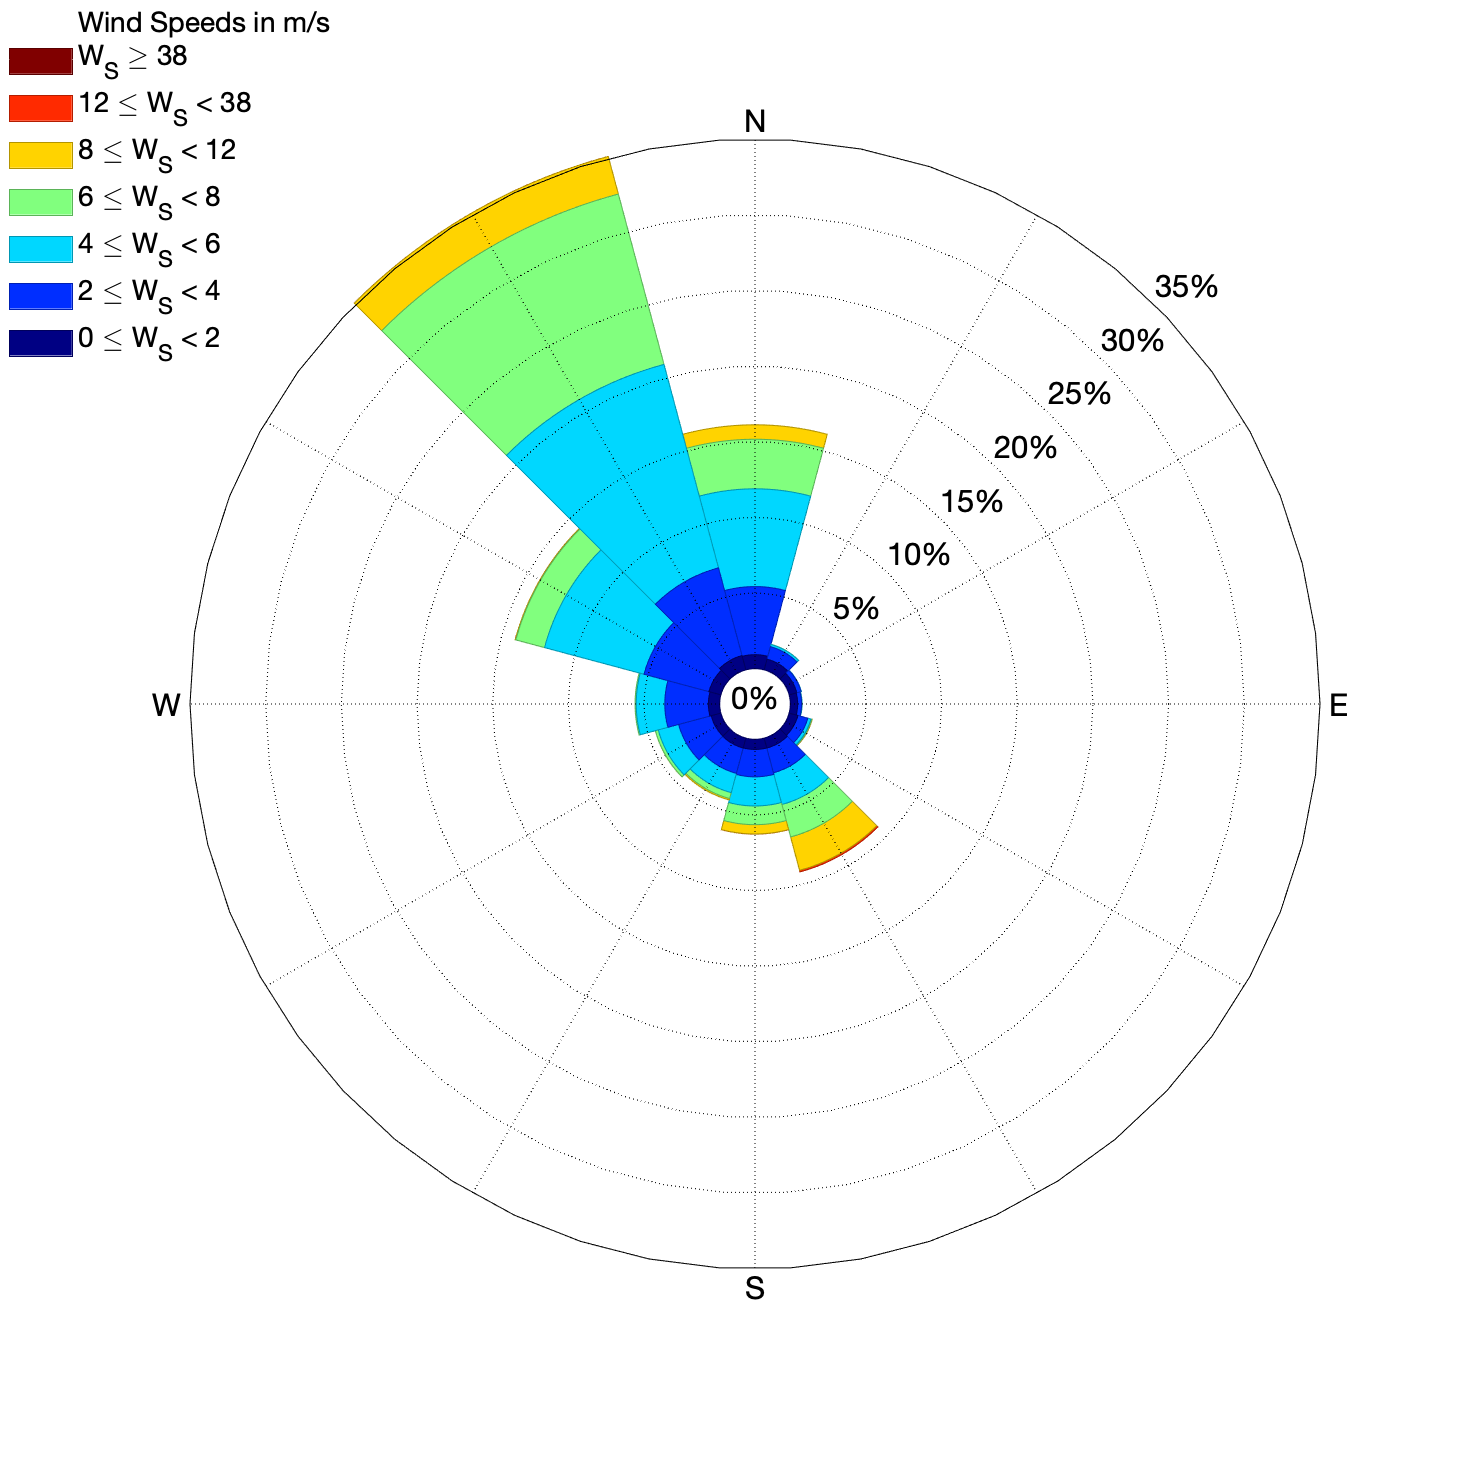 Wind Speeds in m/s
W_S ≥ 38
12 ≤ W_S < 38
8 ≤ W_S < 12
6 ≤ W_S < 8
4 ≤ W_S < 6
2 ≤ W_S < 4
0 ≤ W_S < 2
N
35%
30%
25%
20%
15%
10%
5%
0%
W
E
S